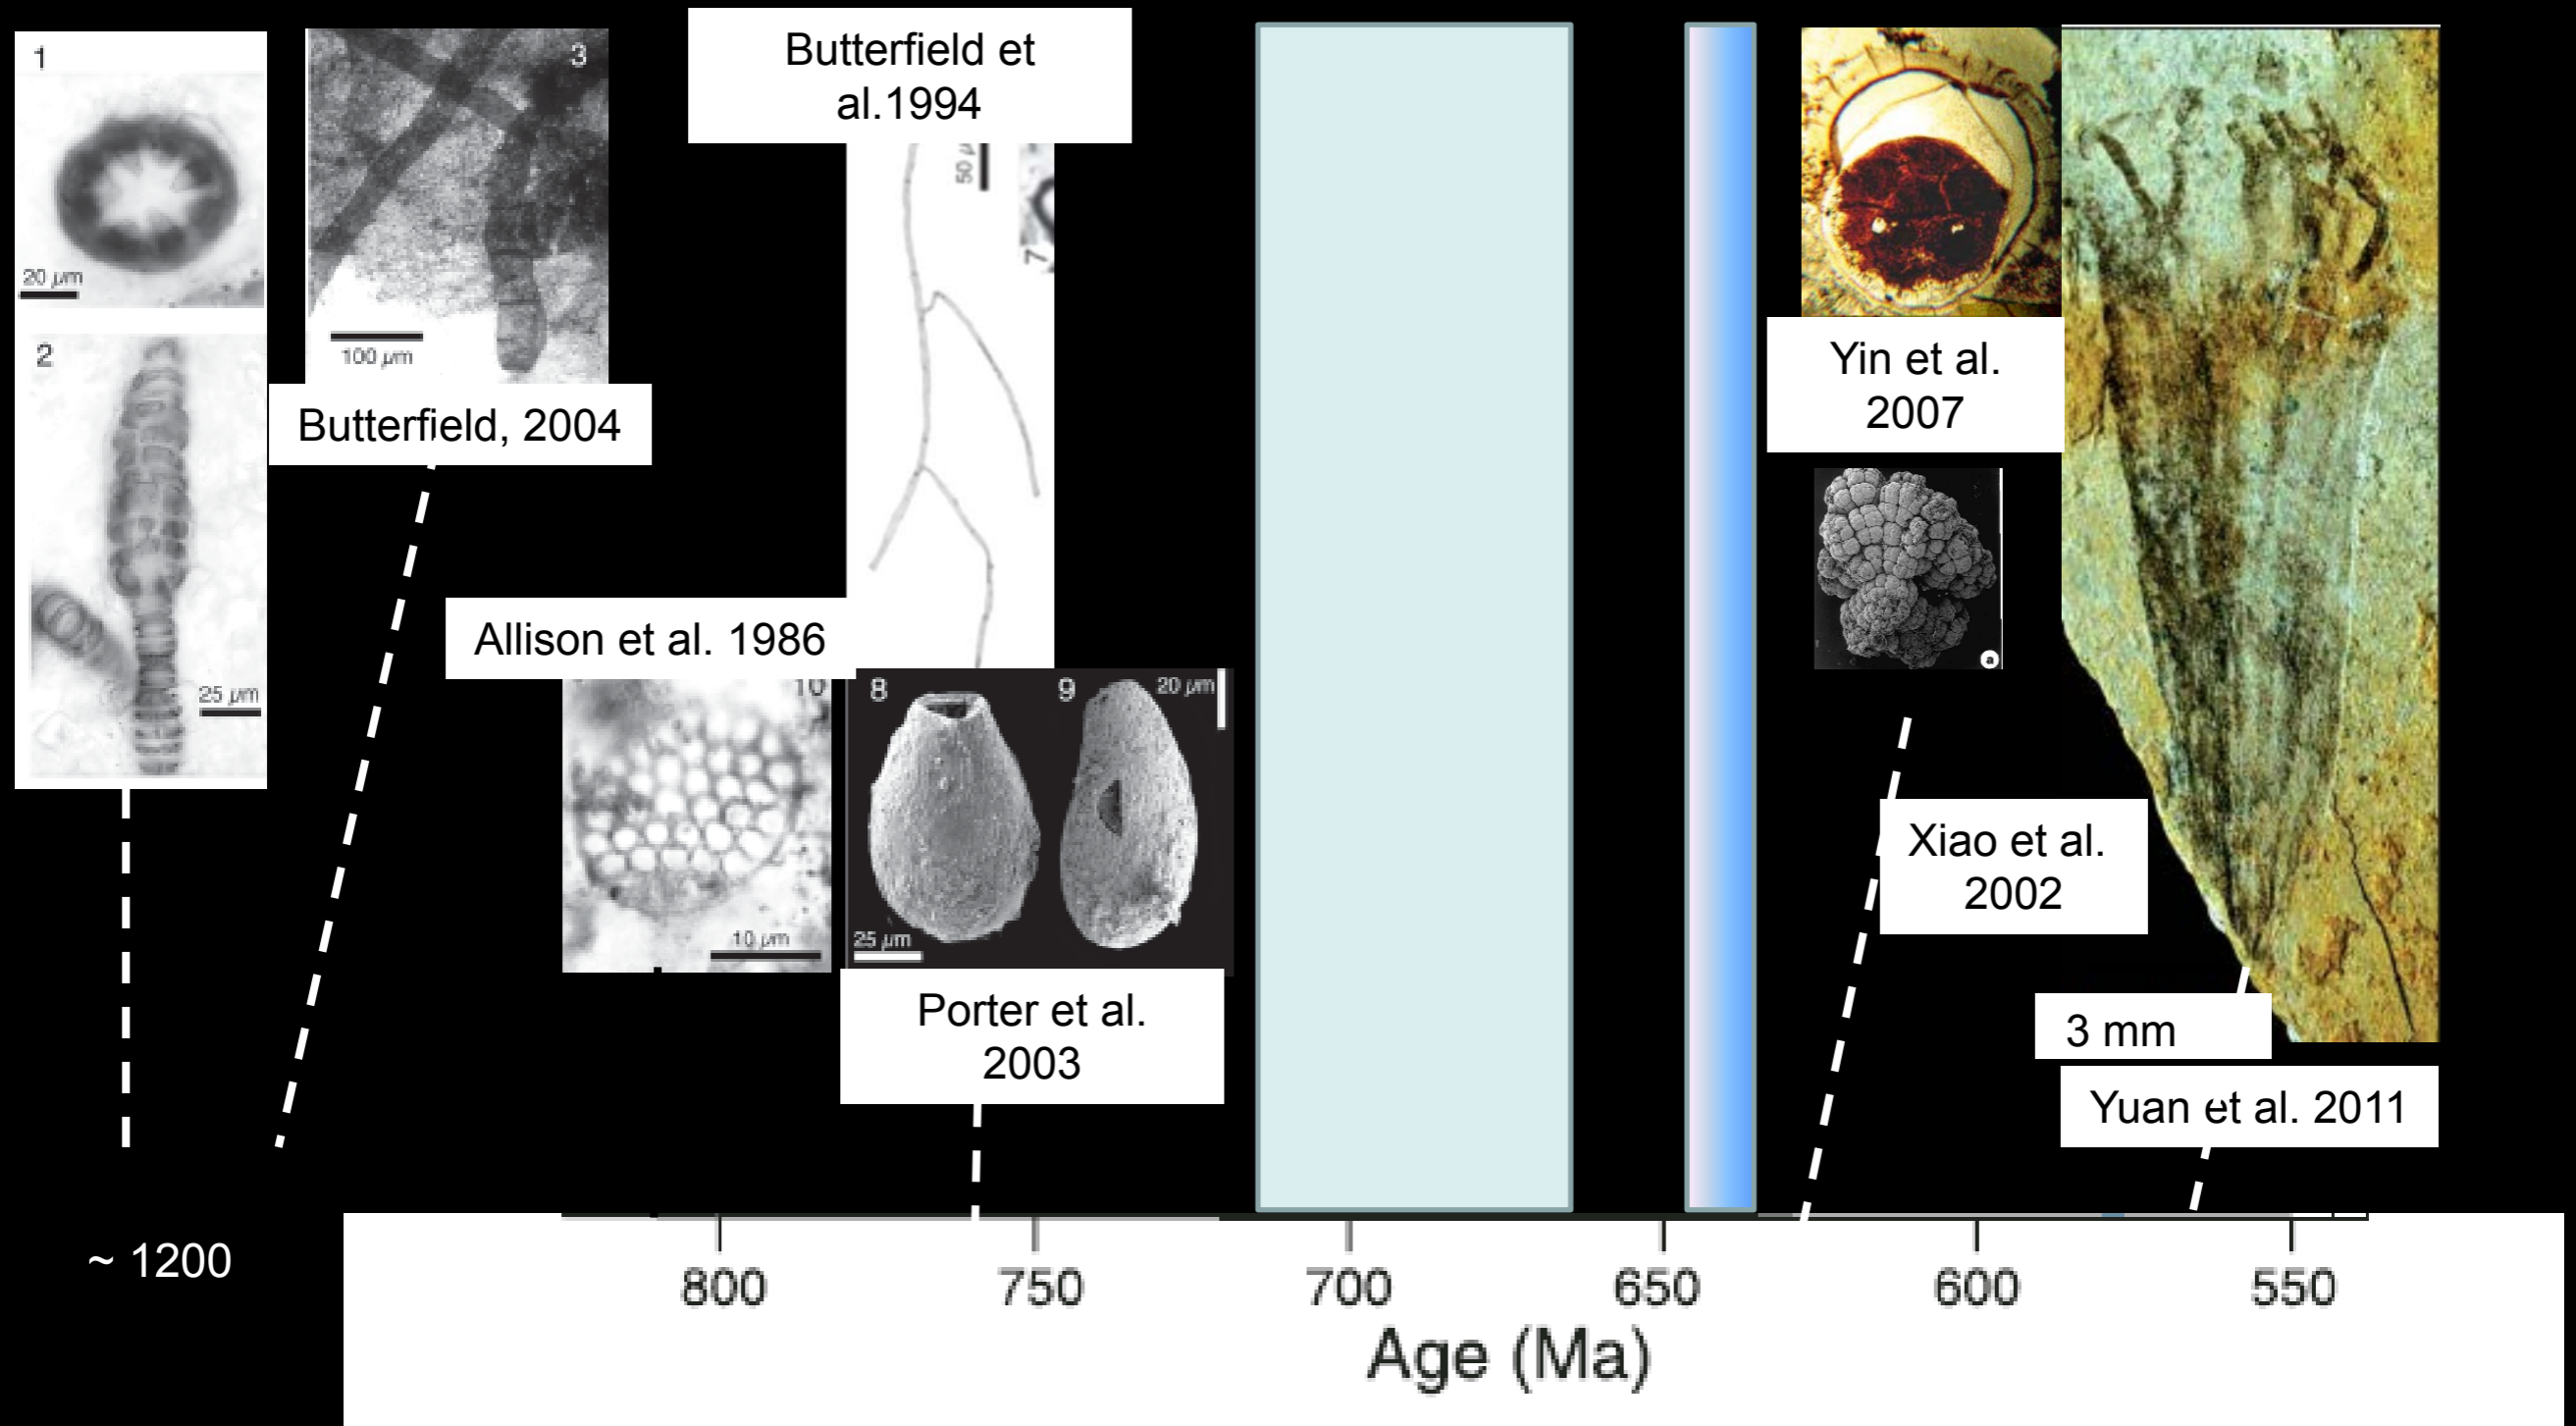 1
20 µm
2
25 µm
3
100 µm
Butterfield, 2004
Butterfield et
al.1994
7
Allison et al. 1986
10
10 µm
8
9
20 µm
25 µm
Porter et al.
2003
Yin et al.
2007
a
Xiao et al.
2002
3 mm
Yuan et al. 2011
~ 1200
800
750
700
650
600
550
Age (Ma)